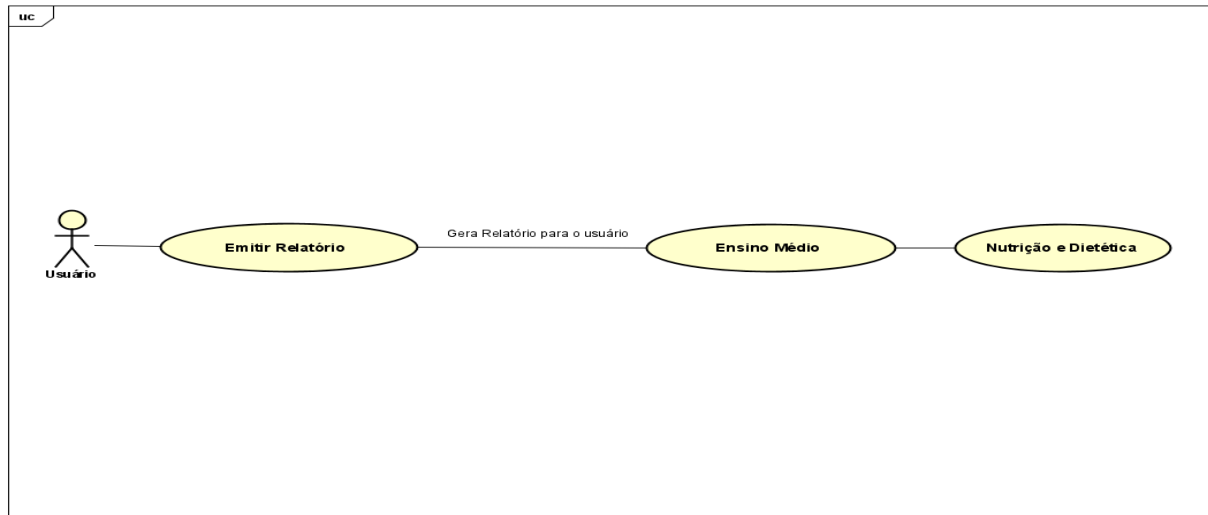 uc
Gera Relatório para o usuário
Emitir Relatório
Ensino Médio
Nutrição e Dietética
Usuário